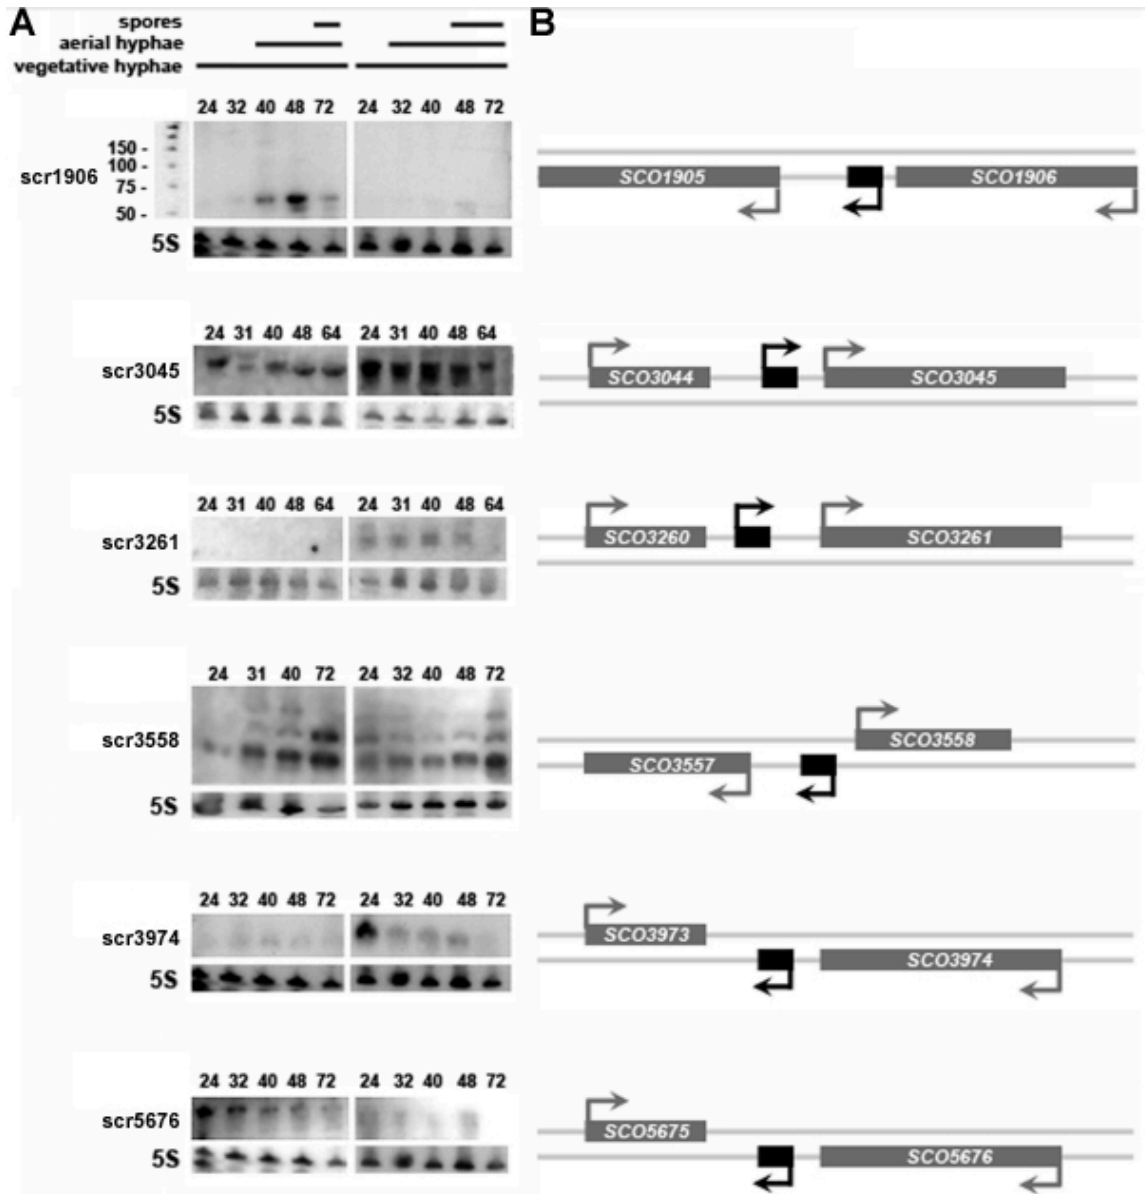 A
B
spores
aerial hyphae
vegetative hyphae
24 32 40 48 72 24 32 40 48 72
150 -
100 -
scr1906
75 -
50 -
5S
SCO1905
SCO1906
24 31 40 48 64 24 31 40 48 64
scr3045
5S
SCO3044
SCO3045
24 31 40 48 64 24 31 40 48 64
scr3261
5S
SCO3260
SCO3261
24 31 40 72 24 32 40 48 72
scr3558
5S
SCO3558
SCO3557
24 32 40 48 72 24 32 40 48 72
scr3974
5S
SCO3973
SCO3974
24 32 40 48 72 24 32 40 48 72
scr5676
5S
SCO5675
SCO5676